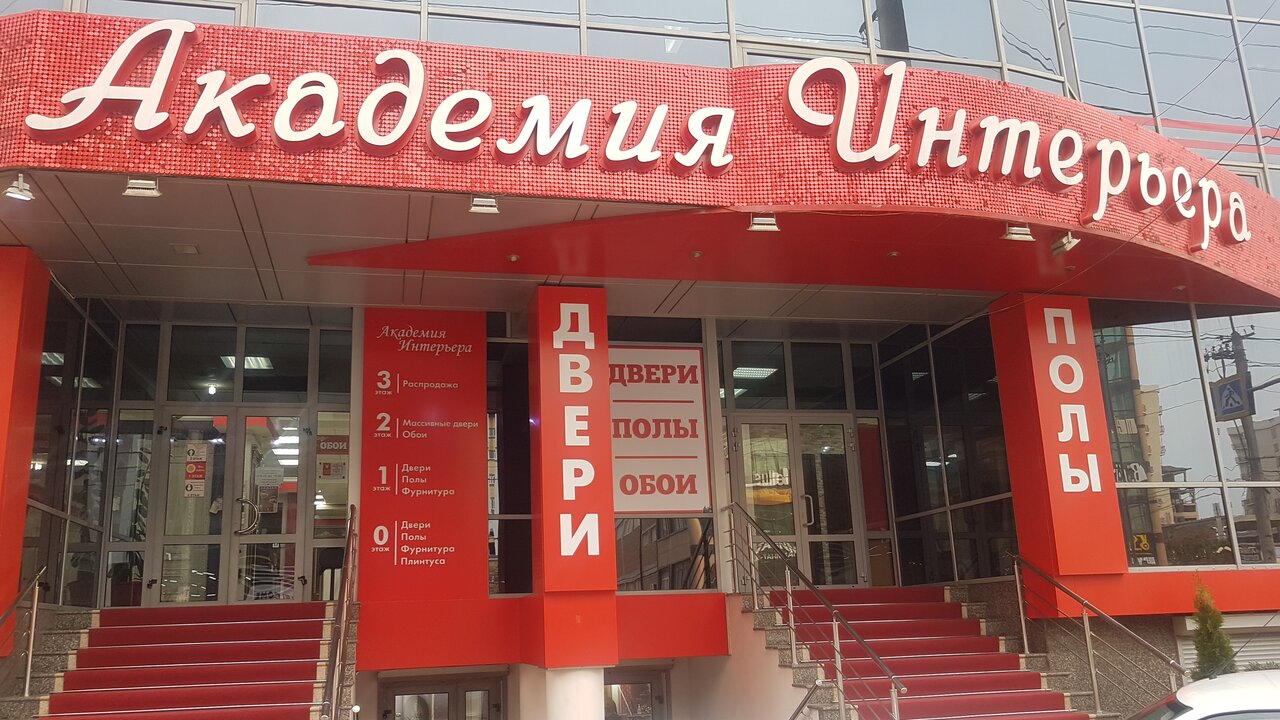 Академия Интерьера
Академия
Интерьера
3 этаж
Распродажа
2 этаж
Массивные двери
Обои
1 этаж
Двери
Полы
Фурнитура
0 этаж
Двери
Полы
Фурнитура
Плинтуса
ДВЕРИ
ДВЕРИ
ПОЛЫ
ОБОИ
ПОЛЫ
ОБОИ